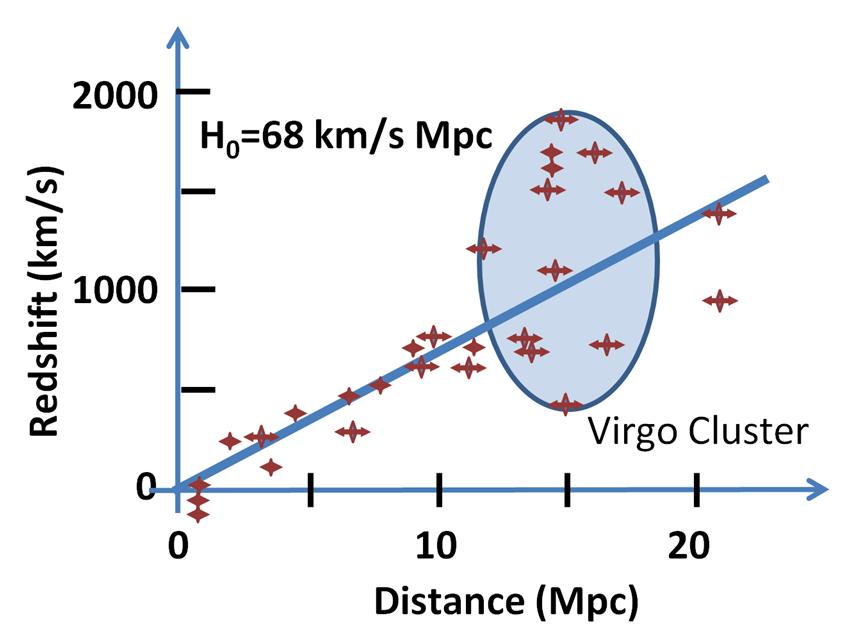 2000
H₀=68 km/s Mpc
Redshift (km/s)
1000
Virgo Cluster
0
0 10 20
Distance (Mpc)